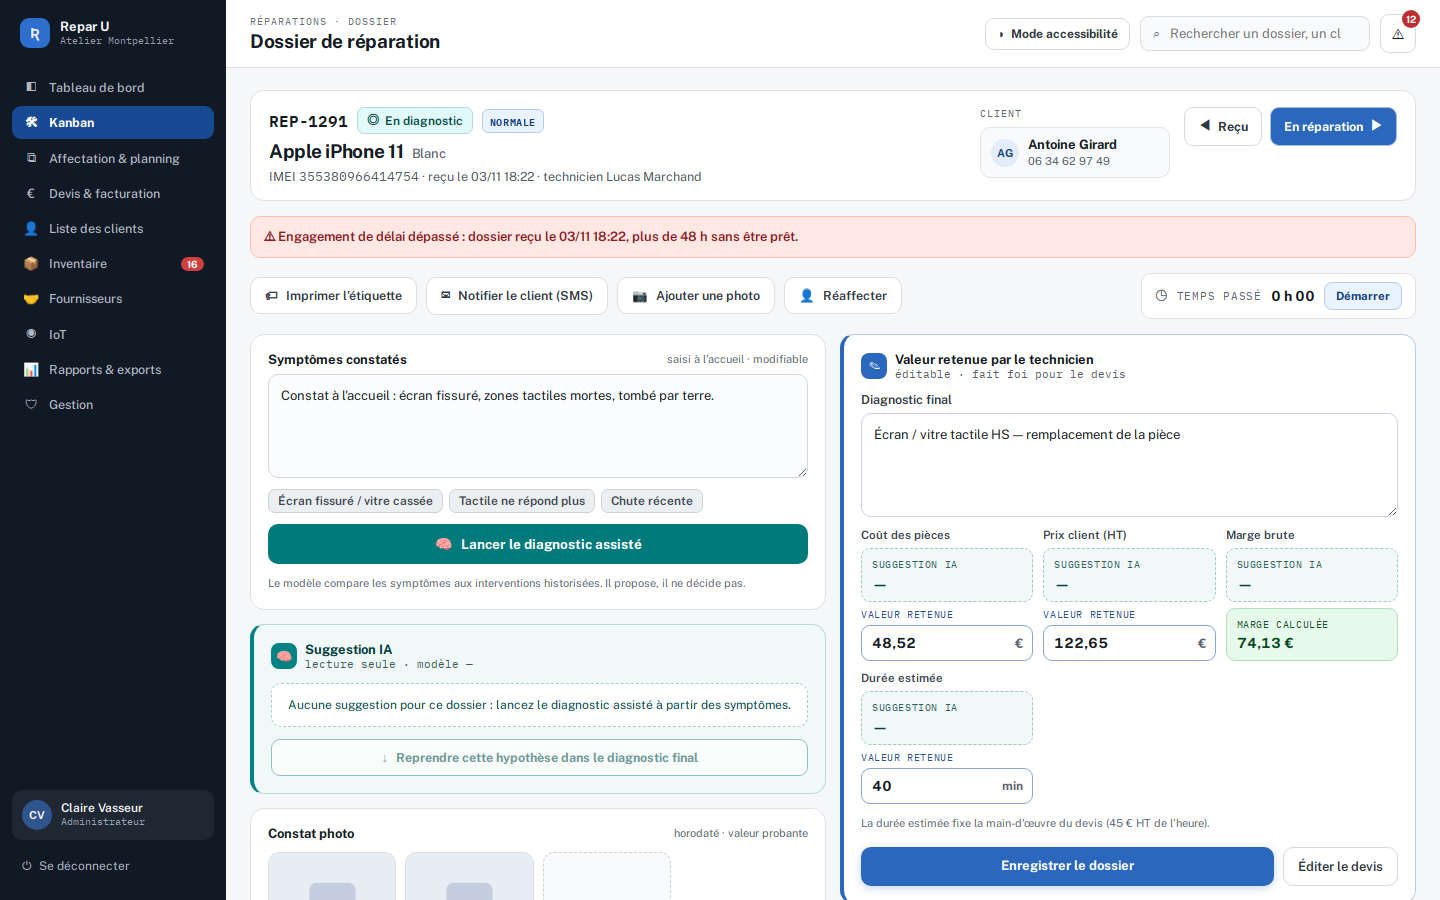 Repar U
Atelier Montpellier
Tableau de bord
Kanban
Affectation & planning
€ Devis & facturation
Liste des clients
Inventaire 16
Fournisseurs
IoT
Rapports & exports
Gestion
CV Claire Vasseur
Administrateur
Se déconnecter
RÉPARATIONS · DOSSIER
Dossier de réparation
Mode accessibilité
Rechercher un dossier, un cl
12
REP-1291 En diagnostic NORMALE
Apple iPhone 11 Blanc
IMEI 355380966414754 · reçu le 03/11 18:22 · technicien Lucas Marchand
CLIENT
AG Antoine Girard
06 34 62 97 49
◀ Reçu
En réparation ▶
⚠ Engagement de délai dépassé : dossier reçu le 03/11 18:22, plus de 48 h sans être prêt.
Imprimer l'étiquette
Notifier le client (SMS)
Ajouter une photo
Réaffecter
TEMPS PASSÉ 0 h 00 Démarrer
Symptômes constatés
saisi à l'accueil · modifiable
Constat à l'accueil : écran fissuré, zones tactiles mortes, tombé par terre.
Écran fissuré / vitre cassée
Tactile ne répond plus
Chute récente
Lancer le diagnostic assisté
Le modèle compare les symptômes aux interventions historisées. Il propose, il ne décide pas.
Suggestion IA
lecture seule · modèle —
Aucune suggestion pour ce dossier : lancez le diagnostic assisté à partir des symptômes.
↓ Reprendre cette hypothèse dans le diagnostic final
Constat photo
horodaté · valeur probante
Valeur retenue par le technicien
éditable · fait foi pour le devis
Diagnostic final
Écran / vitre tactile HS — remplacement de la pièce
Coût des pièces
SUGGESTION IA
—
VALEUR RETENUE
48,52 €
Prix client (HT)
SUGGESTION IA
—
VALEUR RETENUE
122,65 €
Marge brute
SUGGESTION IA
—
MARGE CALCULÉE
74,13 €
Durée estimée
SUGGESTION IA
—
VALEUR RETENUE
40 min
La durée estimée fixe la main-d'œuvre du devis (45 € HT de l'heure).
Enregistrer le dossier
Éditer le devis